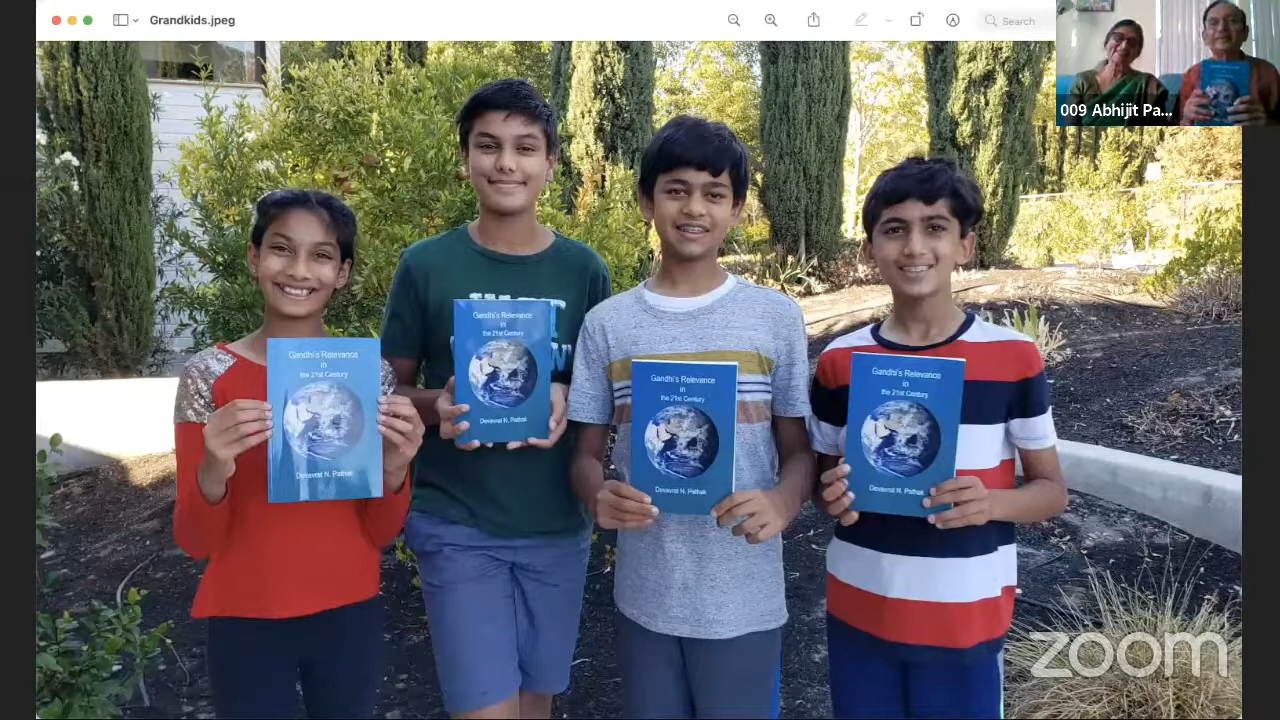 Grandkids.jpeg
Search
009 Abhijit Pa...
Gandhi's Relevance
in
the 21st Century
Devavrat N. Pathak
Gandhi's Relevance
in
the 21st Century
Devavrat N. Pathak
Gandhi's Relevance
in
the 21st Century
Devavrat N. Pathak
Gandhi's Relevance
in
the 21st Century
Devavrat N. Pathak
zoom